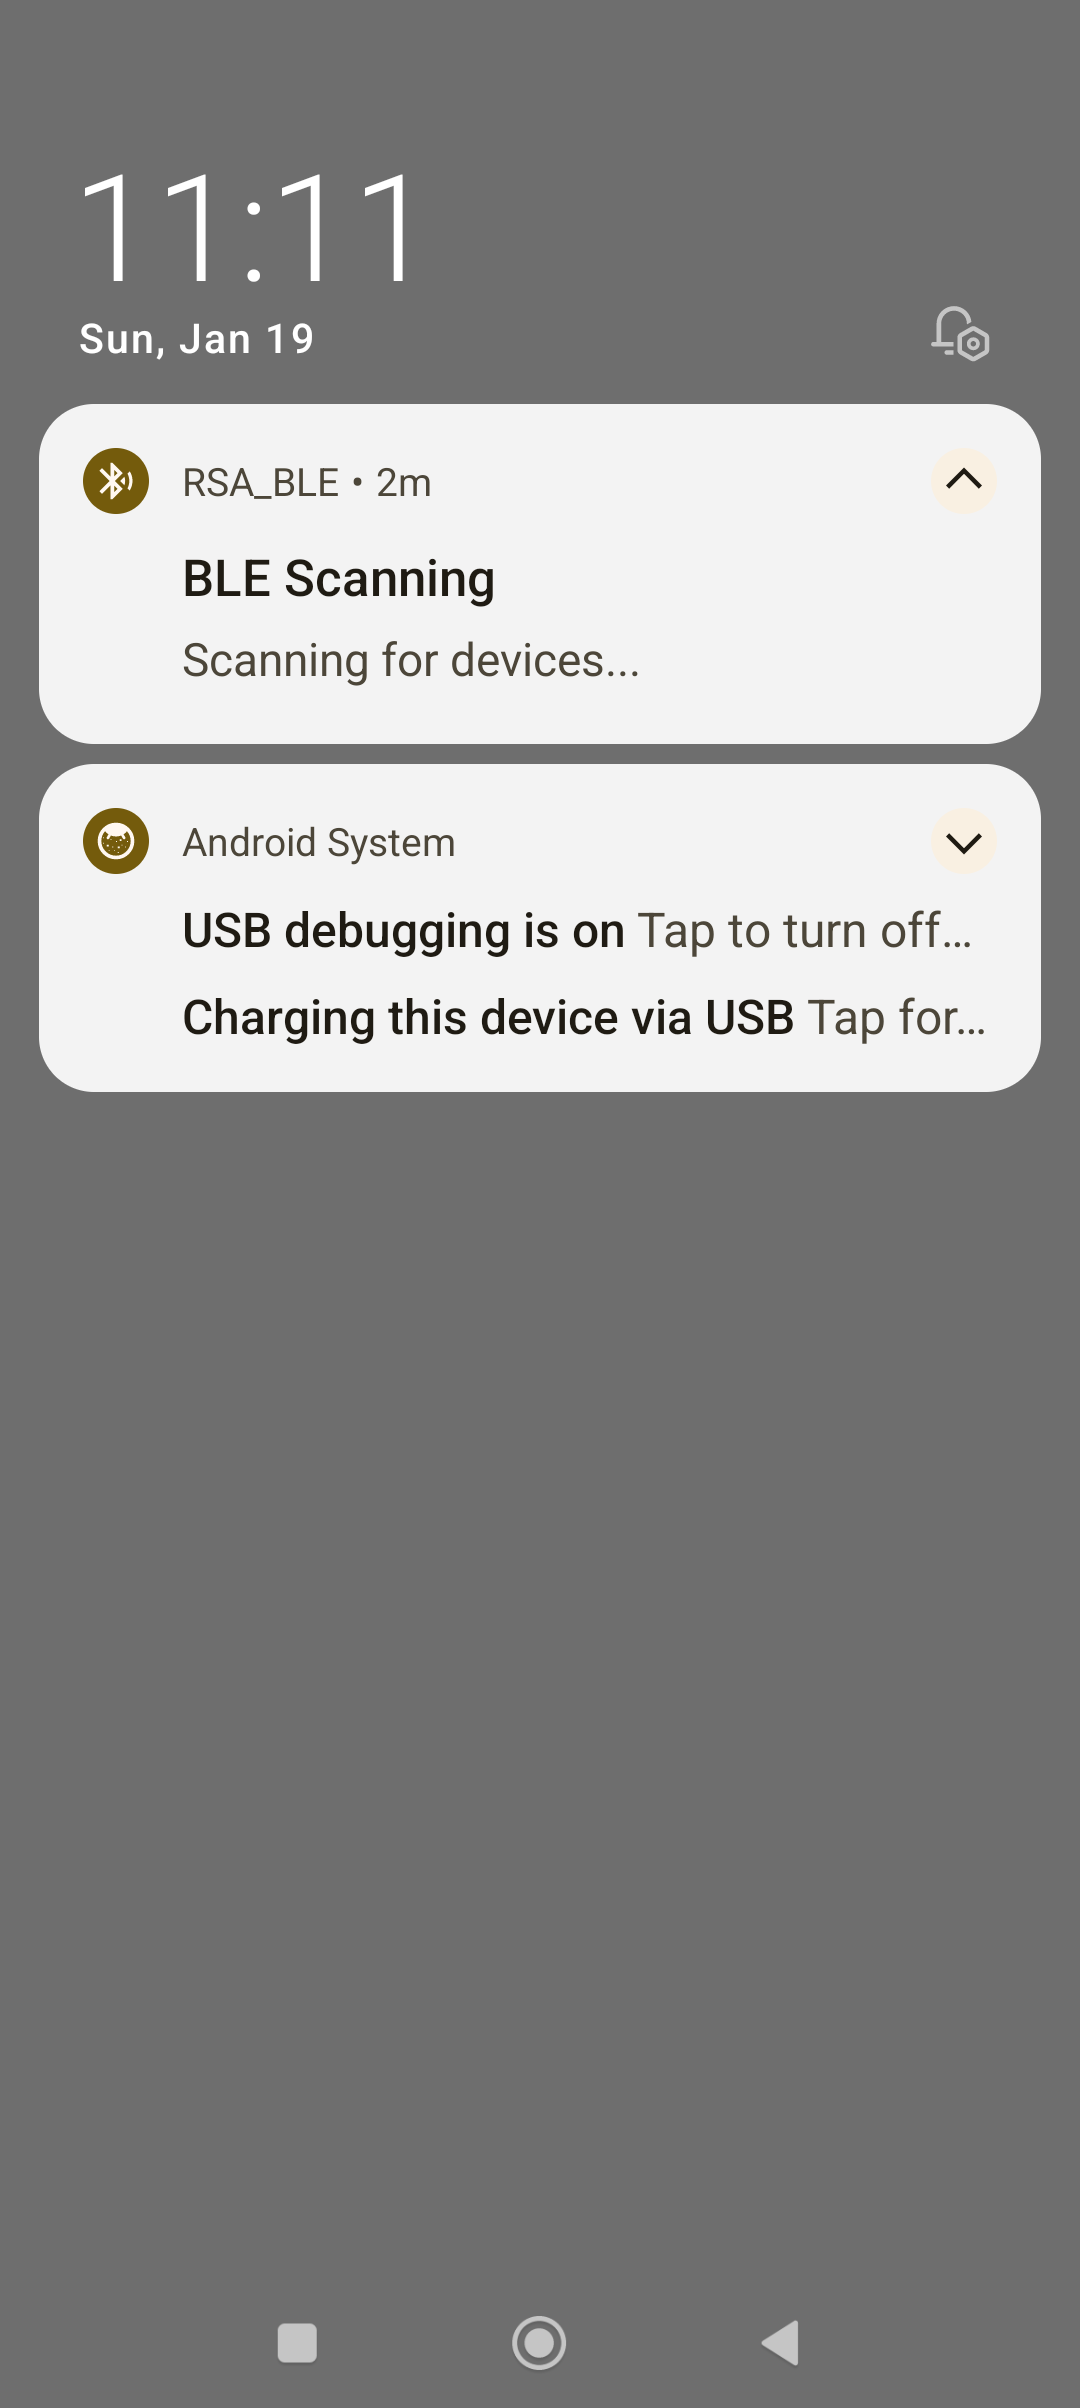 11:11
Sun, Jan 19
RSA_BLE • 2m
BLE Scanning
Scanning for devices...
Android System
USB debugging is on Tap to turn off…
Charging this device via USB Tap for…